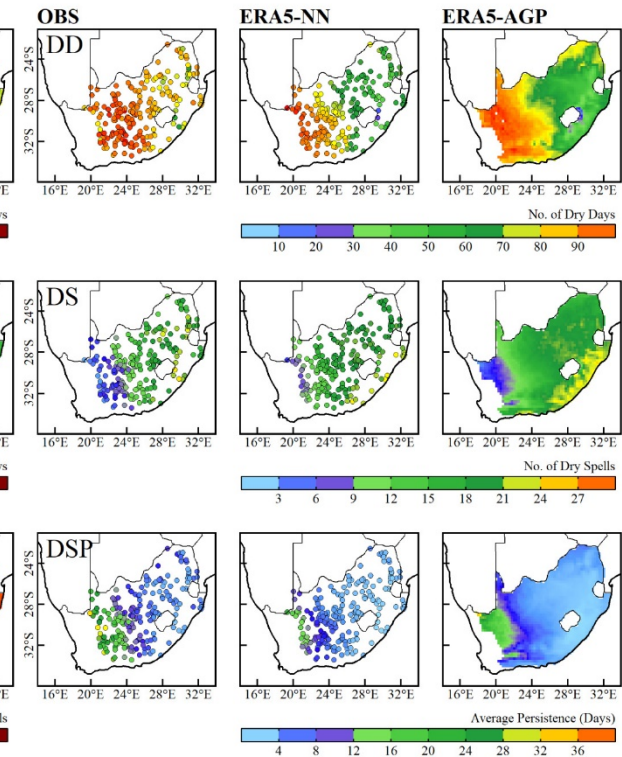 OBS ERA5-NN ERA5-AGP
DD
24°S
28°S
32°S
°E 16°E 20°E 24°E 28°E 32°E 16°E 20°E 24°E 28°E 32°E 16°E 20°E 24°E 28°E 32°E
ys No. of Dry Days
10 20 30 40 50 60 70 80 90
DS
24°S
28°S
32°S
°E 16°E 20°E 24°E 28°E 32°E 16°E 20°E 24°E 28°E 32°E 16°E 20°E 24°E 28°E 32°E
ys No. of Dry Spells
3 6 9 12 15 18 21 24 27
DSP
24°S
28°S
32°S
°E 16°E 20°E 24°E 28°E 32°E 16°E 20°E 24°E 28°E 32°E 16°E 20°E 24°E 28°E 32°E
ls Average Persistence (Days)
4 8 12 16 20 24 28 32 36